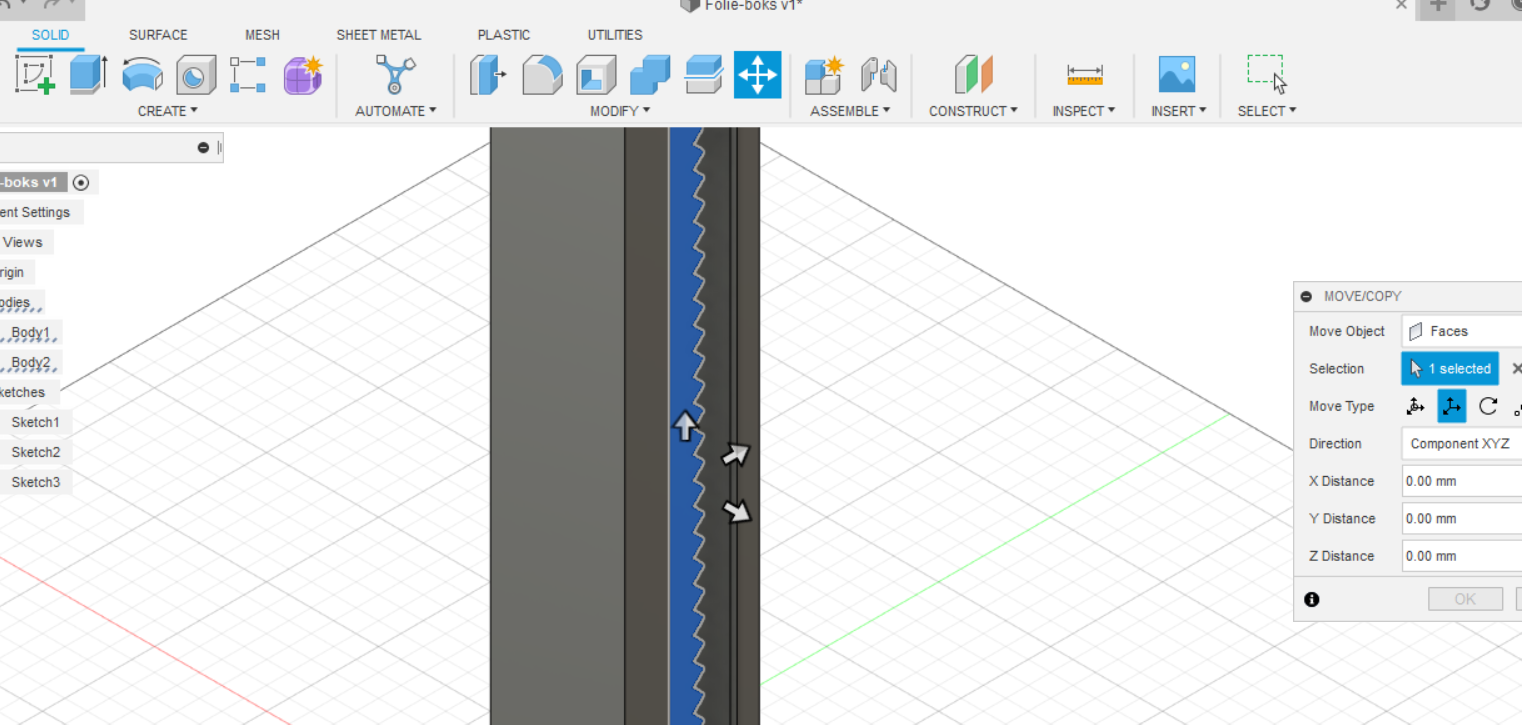 Folie-boks v1*
SOLID SURFACE MESH SHEET METAL PLASTIC UTILITIES
CREATE AUTOMATE MODIFY ASSEMBLE CONSTRUCT INSPECT INSERT SELECT
-boks v1
ent Settings
Views
rigin
odies
Body1
Body2
ketches
Sketch1
Sketch2
Sketch3
MOVE/COPY
Move Object Faces
Selection 1 selected
Move Type
Direction Component XYZ
X Distance 0.00 mm
Y Distance 0.00 mm
Z Distance 0.00 mm
OK